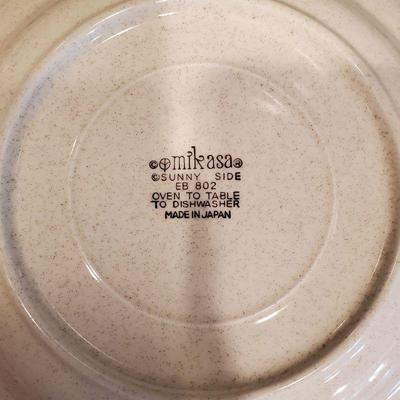 © mikasa®
© SUNNY SIDE
EB 802
OVEN TO TABLE
TO DISHWASHER
MADE IN JAPAN